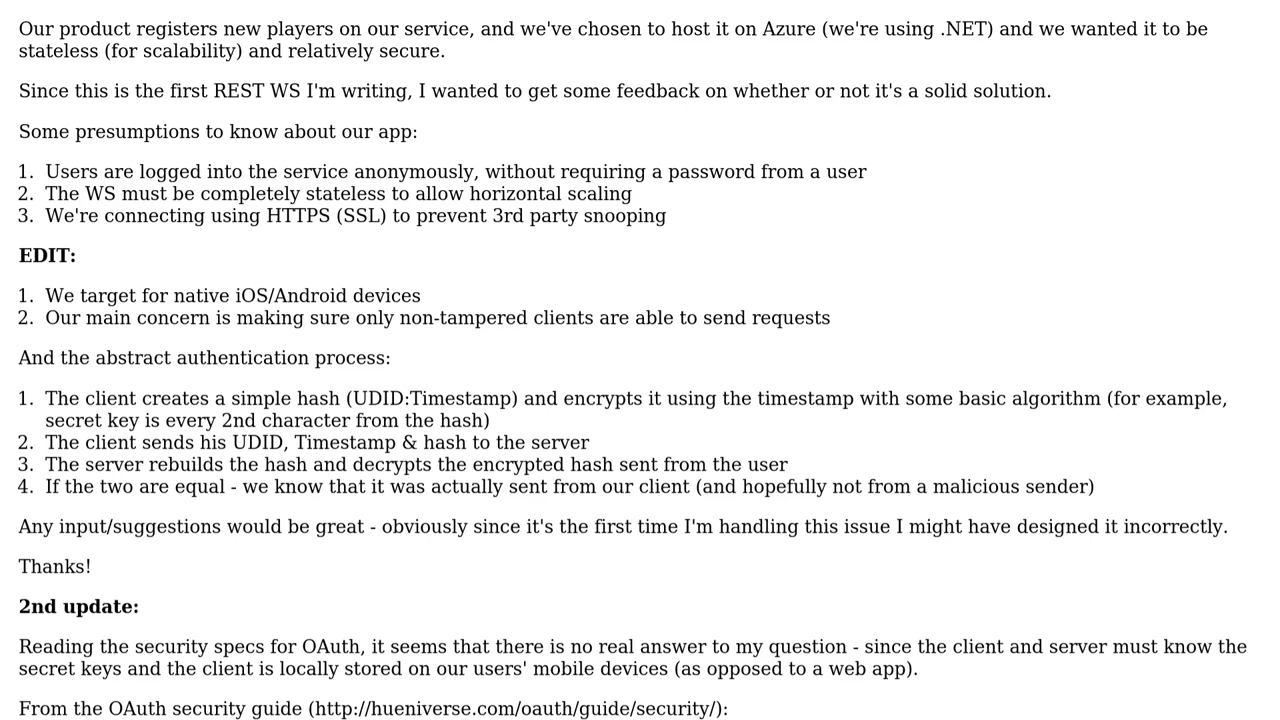 Our product registers new players on our service, and we've chosen to host it on Azure (we're using .NET) and we wanted it to be
stateless (for scalability) and relatively secure.
Since this is the first REST WS I'm writing, I wanted to get some feedback on whether or not it's a solid solution.
Some presumptions to know about our app:
1. Users are logged into the service anonymously, without requiring a password from a user
2. The WS must be completely stateless to allow horizontal scaling
3. We're connecting using HTTPS (SSL) to prevent 3rd party snooping
EDIT:
1. We target for native iOS/Android devices
2. Our main concern is making sure only non-tampered clients are able to send requests
And the abstract authentication process:
1. The client creates a simple hash (UDID:Timestamp) and encrypts it using the timestamp with some basic algorithm (for example,
secret key is every 2nd character from the hash)
2. The client sends his UDID, Timestamp & hash to the server
3. The server rebuilds the hash and decrypts the encrypted hash sent from the user
4. If the two are equal - we know that it was actually sent from our client (and hopefully not from a malicious sender)
Any input/suggestions would be great - obviously since it's the first time I'm handling this issue I might have designed it incorrectly.
Thanks!
2nd update:
Reading the security specs for OAuth, it seems that there is no real answer to my question - since the client and server must know the
secret keys and the client is locally stored on our users' mobile devices (as opposed to a web app).
From the OAuth security guide (http://hueniverse.com/oauth/guide/security/):